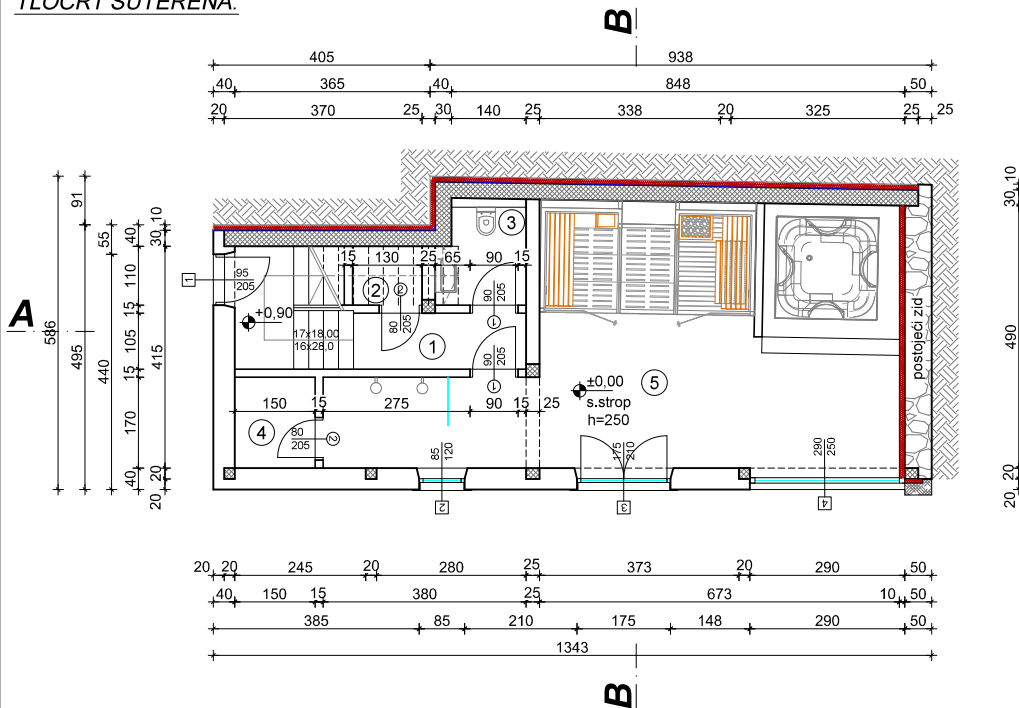 TLOCRT SUTERENA:
B
405 938
40 365 40 848 50
20 370 25 30 140 25 338 20 325 25 25
91
10
55 40 30
586 495 440 415
110 15 105 15 170 40 20 20
10
30
490
20
20
A
1
95
205
+0,90
17x18,00
16x28,0
15 130 25 65 90 15
2
2
80
205
3
90
205
1
1
90
205
1
±0,00
s.strop
h=250
5
postojeći zid
150 15 275 90 15 25
4
80
205
2
85
120
175
210
290
250
2
3
4
20 20 245 20 280 25 373 20 290 50
40 150 15 380 25 673 10 50
385 85 210 175 148 290 50
1343
B